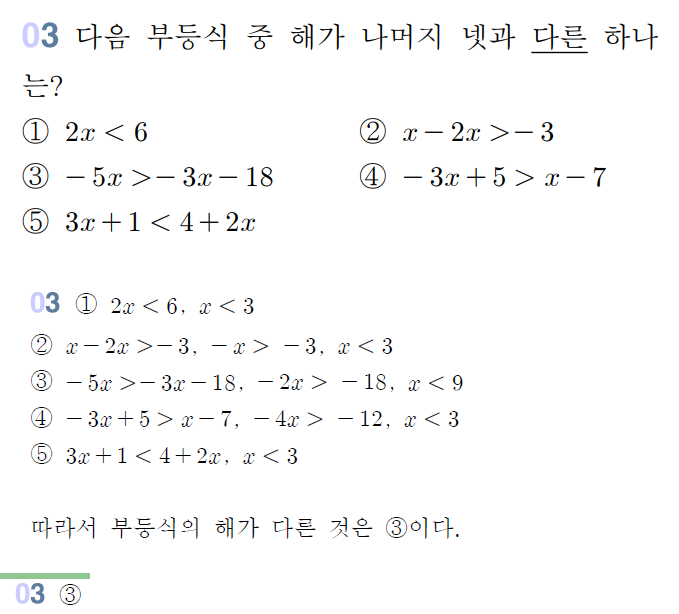 03 다음 부등식 중 해가 나머지 넷과 다른 하나
는?
① 2x < 6 ② x − 2x >− 3
③ − 5x >− 3x − 18 ④ − 3x + 5 > x − 7
⑤ 3x + 1 < 4 + 2x
03 ① 2x < 6, x < 3
② x − 2x >− 3, − x > − 3, x < 3
③ − 5x >− 3x − 18, − 2x > − 18, x < 9
④ − 3x + 5 > x − 7, − 4x > − 12, x < 3
⑤ 3x + 1 < 4 + 2x, x < 3
따라서 부등식의 해가 다른 것은 ③이다.
03 ③